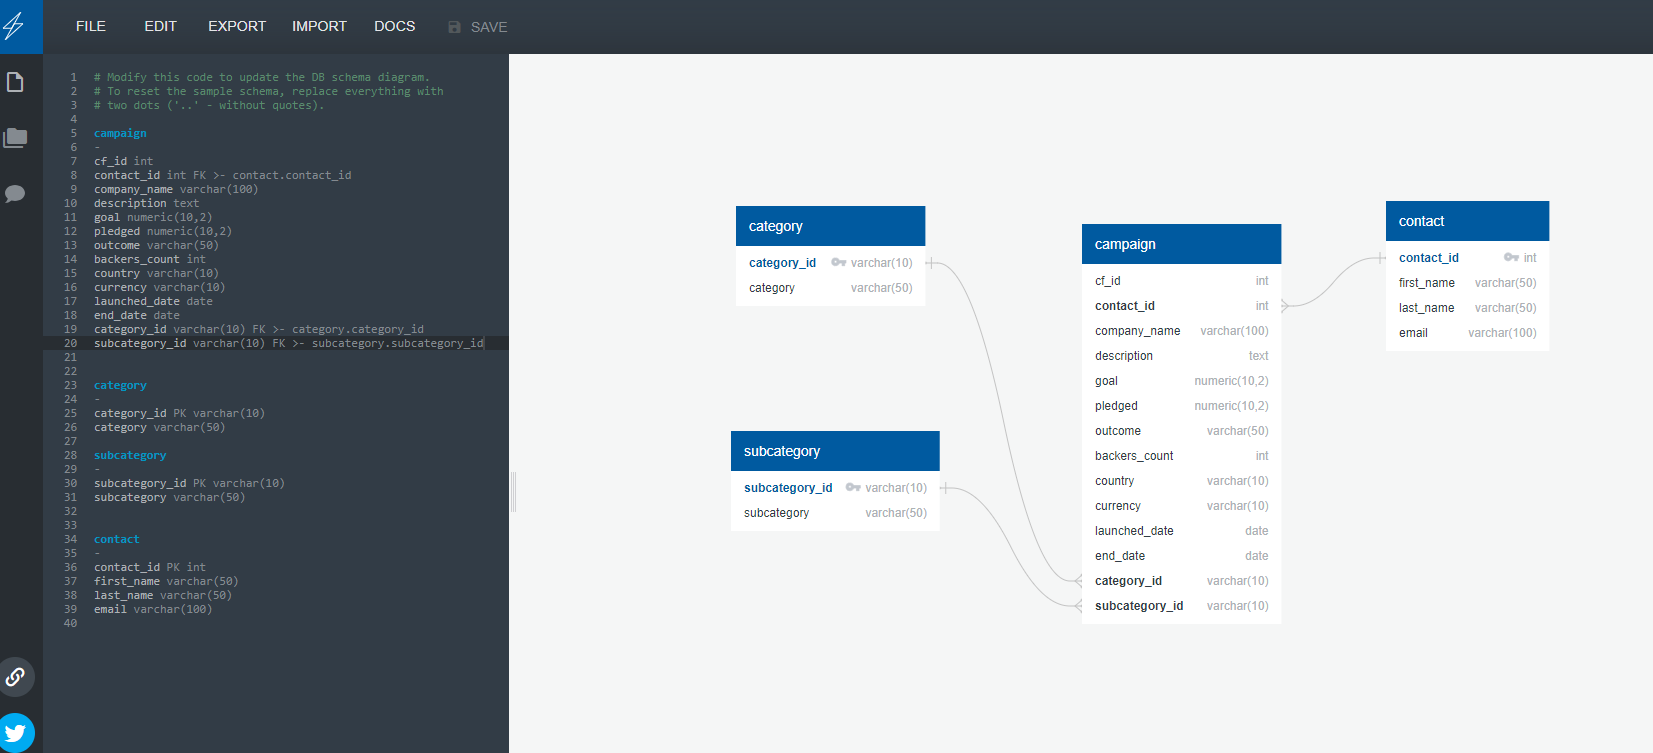 FILE EDIT EXPORT IMPORT DOCS SAVE
1 # Modify this code to update the DB schema diagram.
2 # To reset the sample schema, replace everything with
3 # two dots ('..' - without quotes).
4
5 campaign
6 -
7 cf_id int
8 contact_id int FK >- contact.contact_id
9 company_name varchar(100)
10 description text
11 goal numeric(10,2)
12 pledged numeric(10,2)
13 outcome varchar(50)
14 backers_count int
15 country varchar(10)
16 currency varchar(10)
17 launched_date date
18 end_date date
19 category_id varchar(10) FK >- category.category_id
20 subcategory_id varchar(10) FK >- subcategory.subcategory_id
21
22
23 category
24 -
25 category_id PK varchar(10)
26 category varchar(50)
27
28 subcategory
29 -
30 subcategory_id PK varchar(10)
31 subcategory varchar(50)
32
33
34 contact
35 -
36 contact_id PK int
37 first_name varchar(50)
38 last_name varchar(50)
39 email varchar(100)
40
category
category_id varchar(10)
category varchar(50)
subcategory
subcategory_id varchar(10)
subcategory varchar(50)
campaign
cf_id int
contact_id int
company_name varchar(100)
description text
goal numeric(10,2)
pledged numeric(10,2)
outcome varchar(50)
backers_count int
country varchar(10)
currency varchar(10)
launched_date date
end_date date
category_id varchar(10)
subcategory_id varchar(10)
contact
contact_id int
first_name varchar(50)
last_name varchar(50)
email varchar(100)